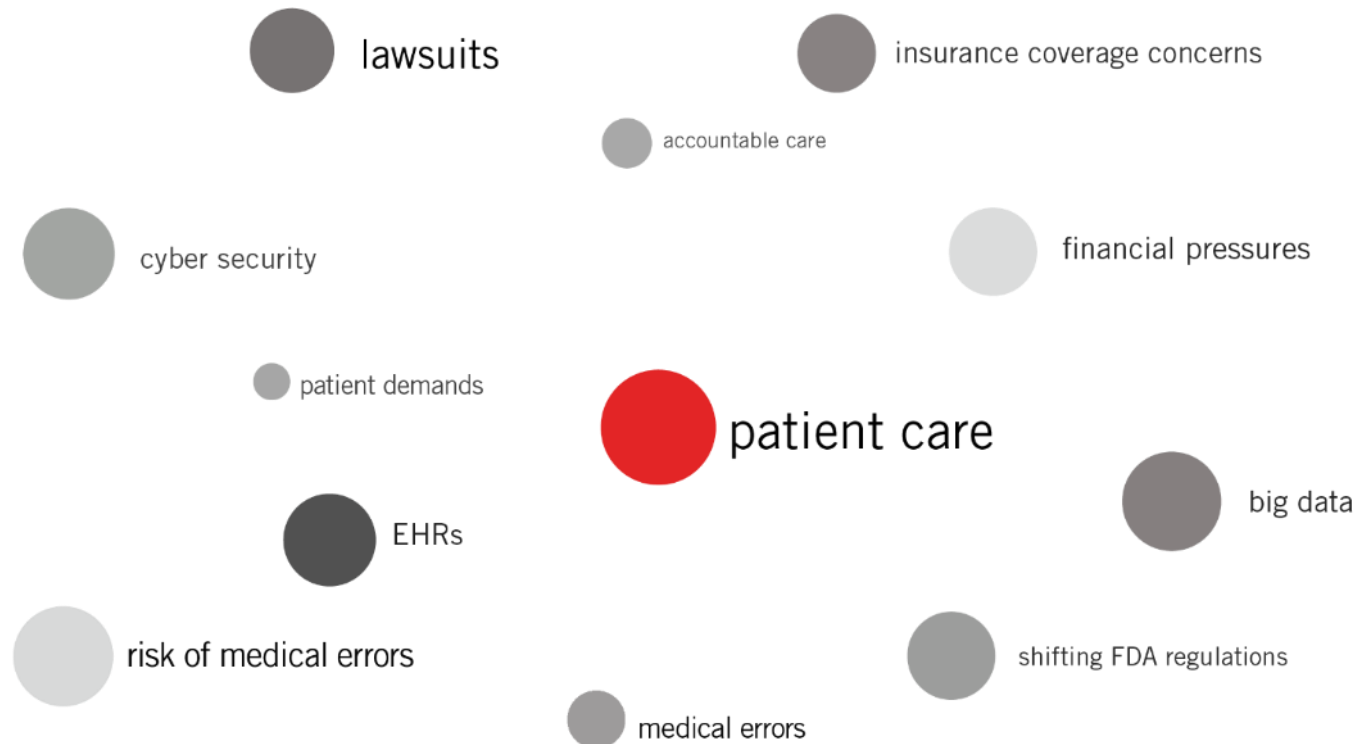 lawsuits
insurance coverage concerns
accountable care
cyber security
financial pressures
patient demands
patient care
big data
EHRs
risk of medical errors
shifting FDA regulations
medical errors